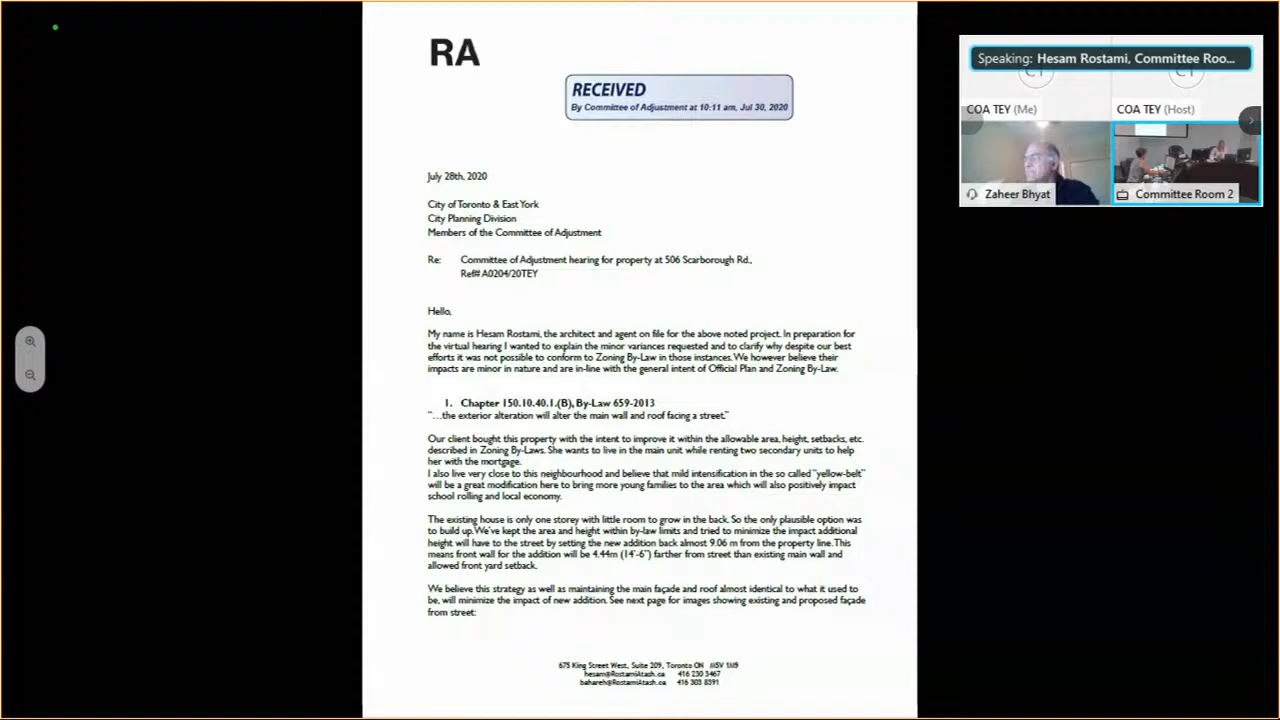 RA
RECEIVED
By Committee of Adjustment at 10:11 am, Jul 30, 2020
July 28th, 2020
City of Toronto & East York
City Planning Division
Members of the Committee of Adjustment
Re: Committee of Adjustment hearing for property at 506 Scarborough Rd.,
Ref# A0204/20TEY
Hello,
My name is Hesam Rostami, the architect and agent on file for the above noted project. In preparation for
the virtual hearing I wanted to explain the minor variances requested and to clarify why despite our best
efforts it was not possible to conform to Zoning By-Law in those instances. We however believe their
impacts are minor in nature and are in-line with the general intent of Official Plan and Zoning By-Law.
1. Chapter 150.10.40.1.(B), By-Law 659-2013
"…the exterior alteration will alter the main wall and roof facing a street."
Our client bought this property with the intent to improve it within the allowable area, height, setbacks, etc.
described in Zoning By-Laws. She wants to live in the main unit while renting two secondary units to help
her with the mortgage.
I also live very close to this neighbourhood and believe that mild intensification in the so called "yellow-belt"
will be a great modification here to bring more young families to the area which will also positively impact
school rolling and local economy.
The existing house is only one storey with little room to grow in the back. So the only plausible option was
to build up. We've kept the area and height within by-law limits and tried to minimize the impact additional
height will have to the street by setting the new addition back almost 9.06 m from the property line. This
means front wall for the addition will be 4.44m (14'-6") farther from street than existing main wall and
allowed front yard setback.
We believe this strategy as well as maintaining the main façade and roof almost identical to what it used to
be, will minimize the impact of new addition. See next page for images showing existing and proposed façade
from street:
675 King Street West, Suite 209, Toronto ON M5V 1M9
hesam@RostamiAtash.ca 416 230 3467
bahareh@RostamiAtash.ca 416 303 8391
Speaking: Hesam Rostami, Committee Roo...
COA TEY (Me)
COA TEY (Host)
Zaheer Bhyat
Committee Room 2